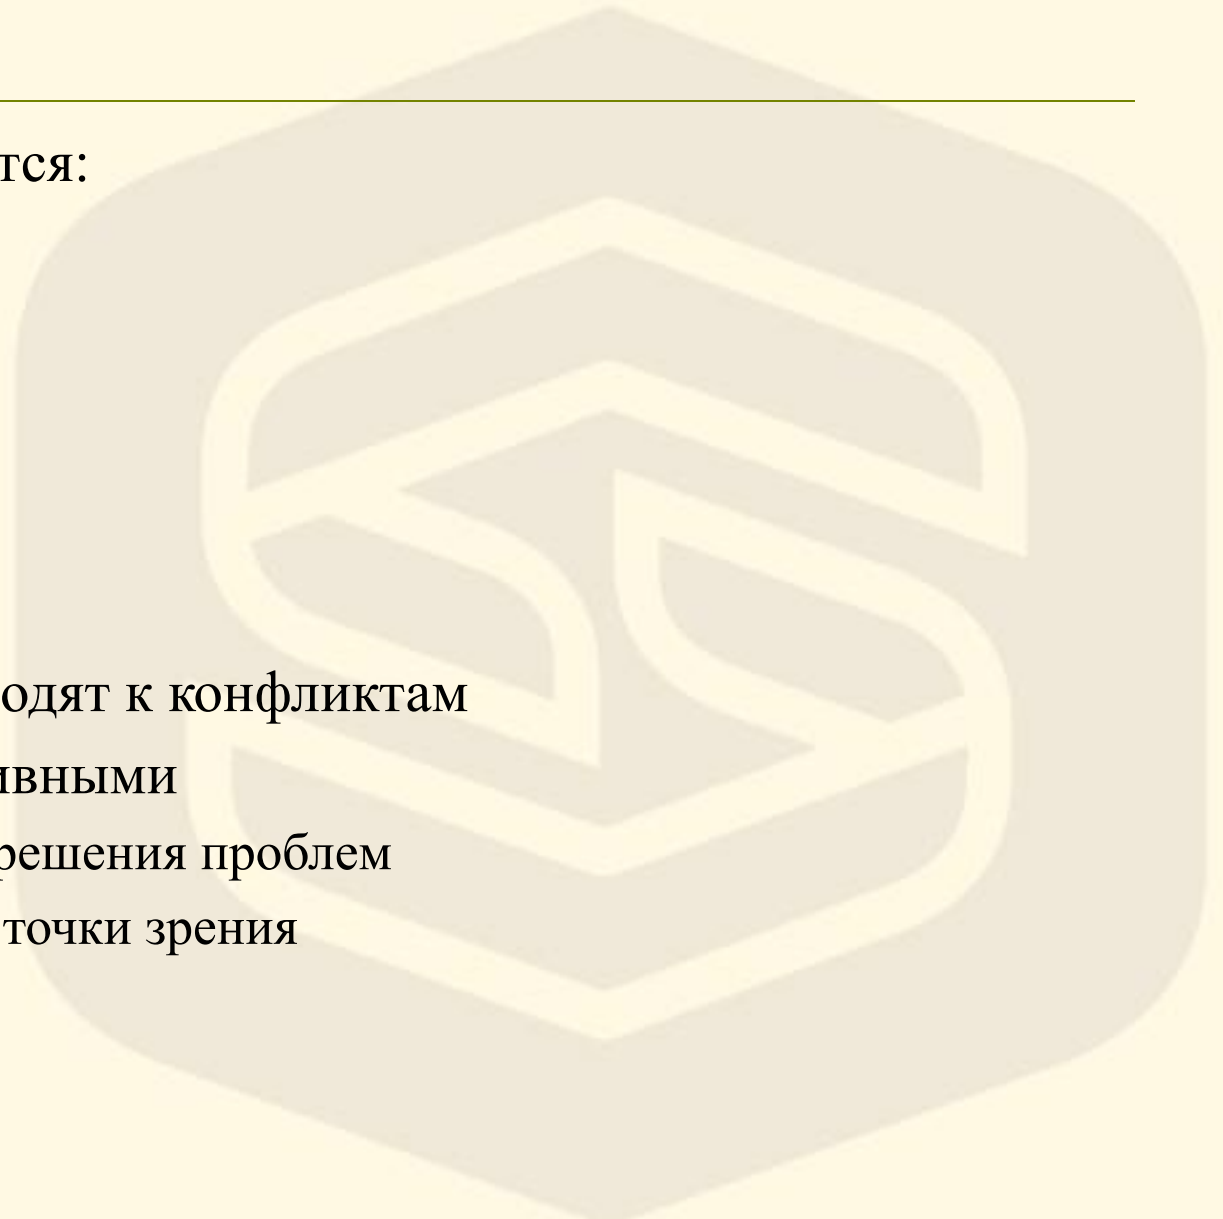 тся:
одят к конфликтам
ивными
решения проблем
точки зрения